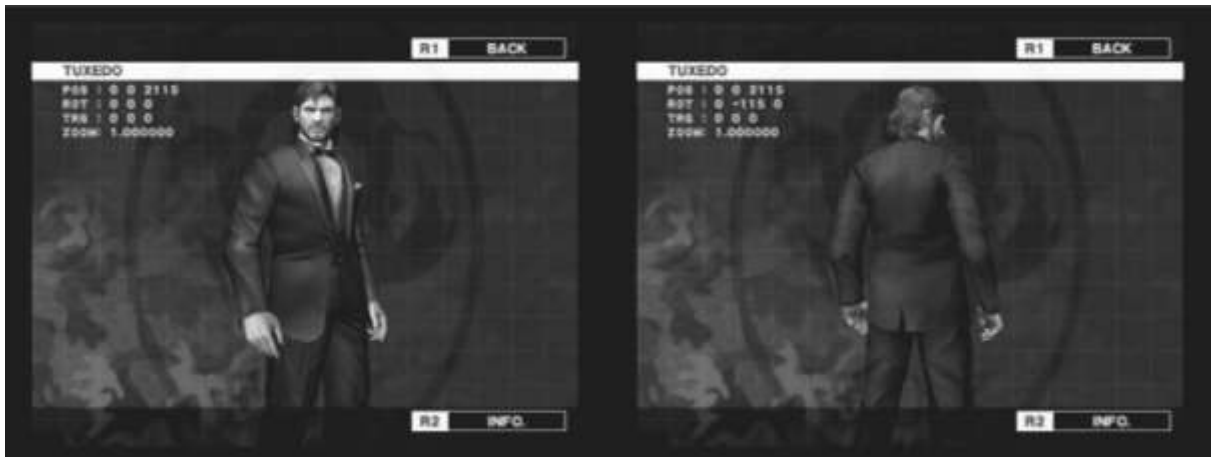 R1 BACK
TUXEDO
POS : 0 0 2115
ROT : 0 0 0
TRG : 0 0 0
ZOOM: 1.000000
R2 INFO.
R1 BACK
TUXEDO
POS : 0 0 2115
ROT : 0 -115 0
TRG : 0 0 0
ZOOM: 1.000000
R2 INFO.